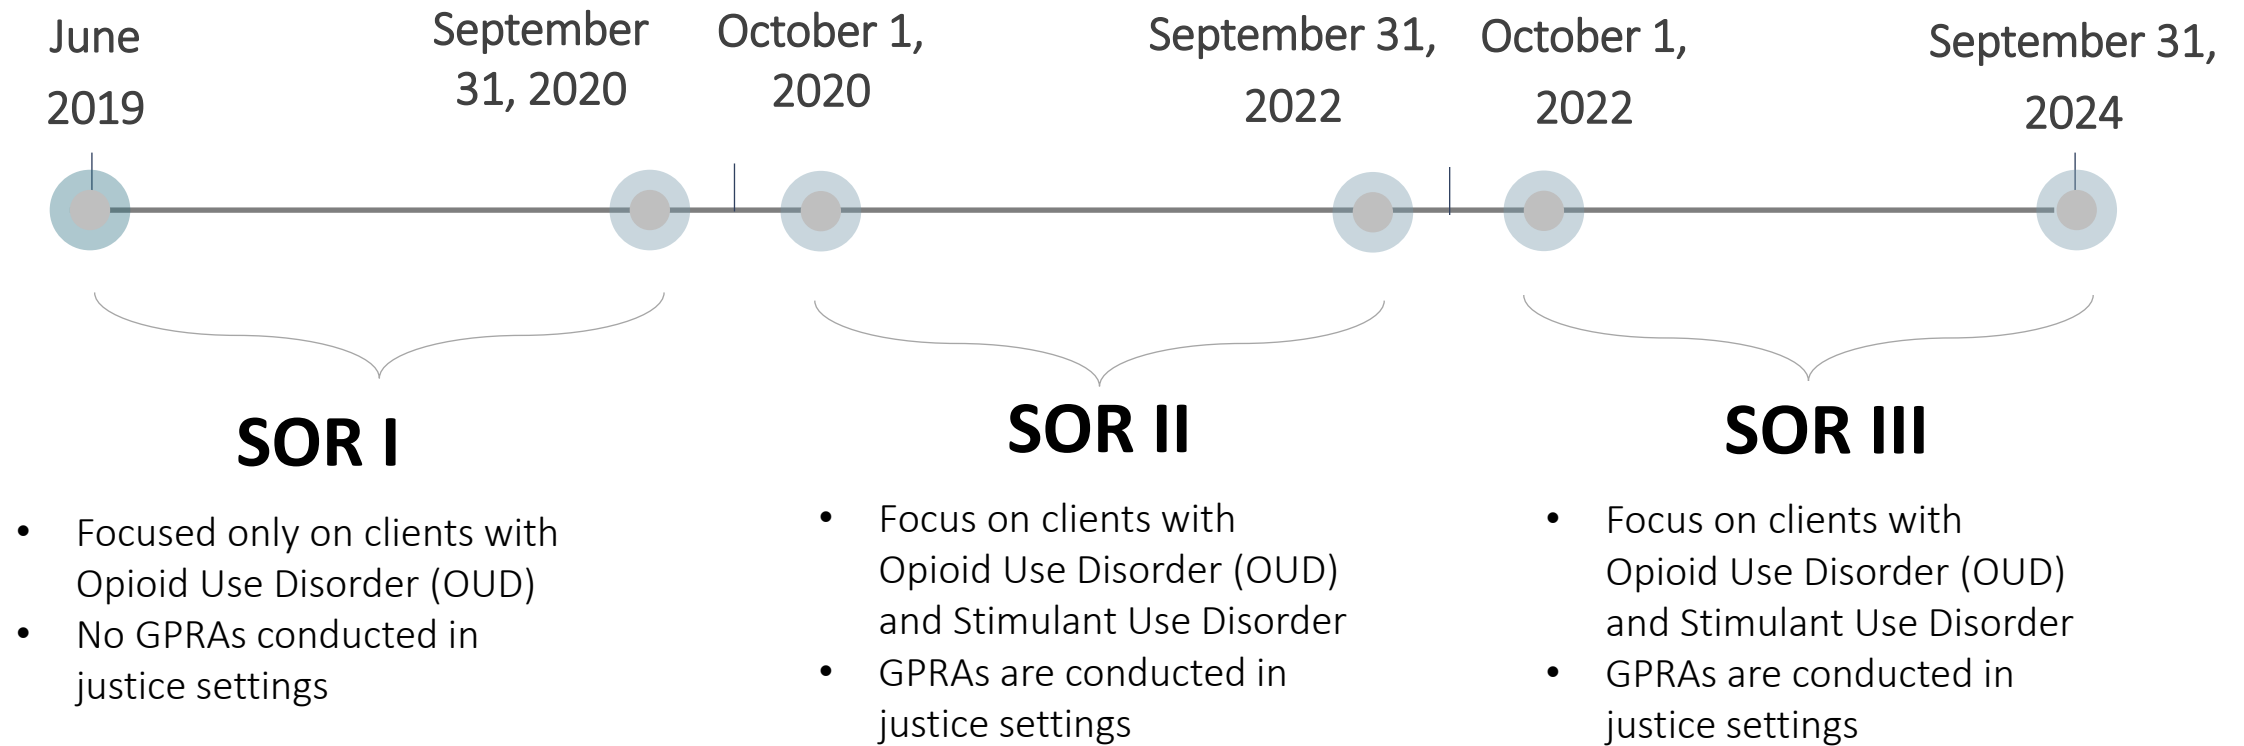 June
2019
September
31, 2020
October 1,
2020
September 31,
2022
October 1,
2022
September 31,
2024
SOR I
• Focused only on clients with
Opioid Use Disorder (OUD)
• No GPRAs conducted in
justice settings
SOR II
• Focus on clients with
Opioid Use Disorder (OUD)
and Stimulant Use Disorder
• GPRAs are conducted in
justice settings
SOR III
• Focus on clients with
Opioid Use Disorder (OUD)
and Stimulant Use Disorder
• GPRAs are conducted in
justice settings